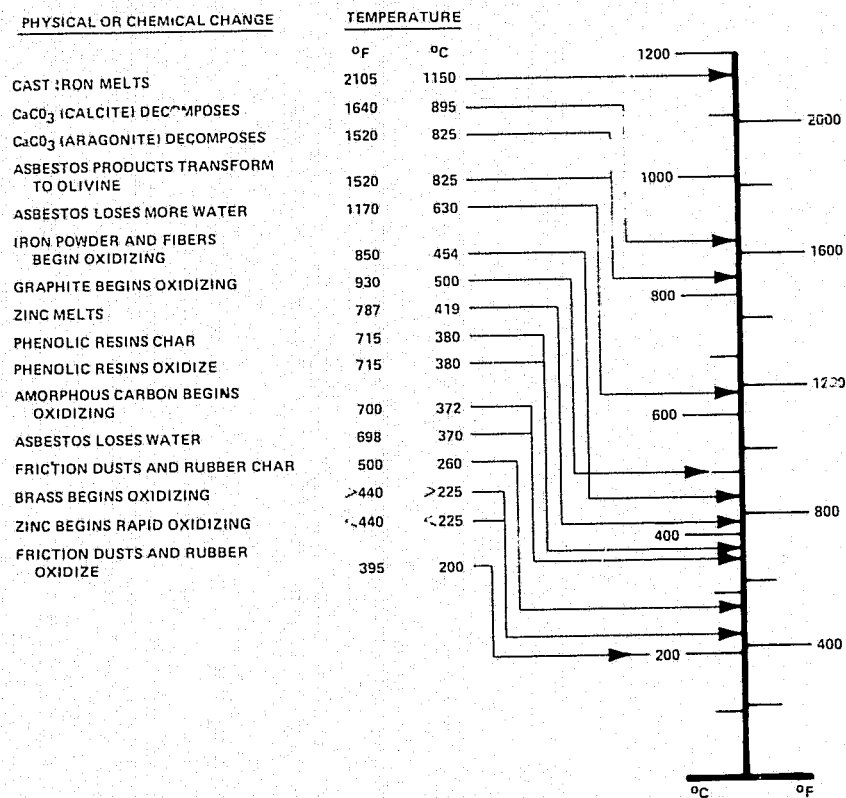 PHYSICAL OR CHEMICAL CHANGE TEMPERATURE
°F °C
CAST IRON MELTS 2105 1150
CaCO3 (CALCITE) DECOMPOSES 1640 895
CaCO3 (ARAGONITE) DECOMPOSES 1520 825
ASBESTOS PRODUCTS TRANSFORM
TO OLIVINE 1520 825
ASBESTOS LOSES MORE WATER 1170 630
IRON POWDER AND FIBERS
BEGIN OXIDIZING 850 454
GRAPHITE BEGINS OXIDIZING 930 500
ZINC MELTS 787 419
PHENOLIC RESINS CHAR 715 380
PHENOLIC RESINS OXIDIZE 715 380
AMORPHOUS CARBON BEGINS
OXIDIZING 700 372
ASBESTOS LOSES WATER 698 370
FRICTION DUSTS AND RUBBER CHAR 500 260
BRASS BEGINS OXIDIZING >440 >225
ZINC BEGINS RAPID OXIDIZING <440 <225
FRICTION DUSTS AND RUBBER
OXIDIZE 395 200
1200
2000
1000
1600
800
1200
600
800
400
400
200
°C °F